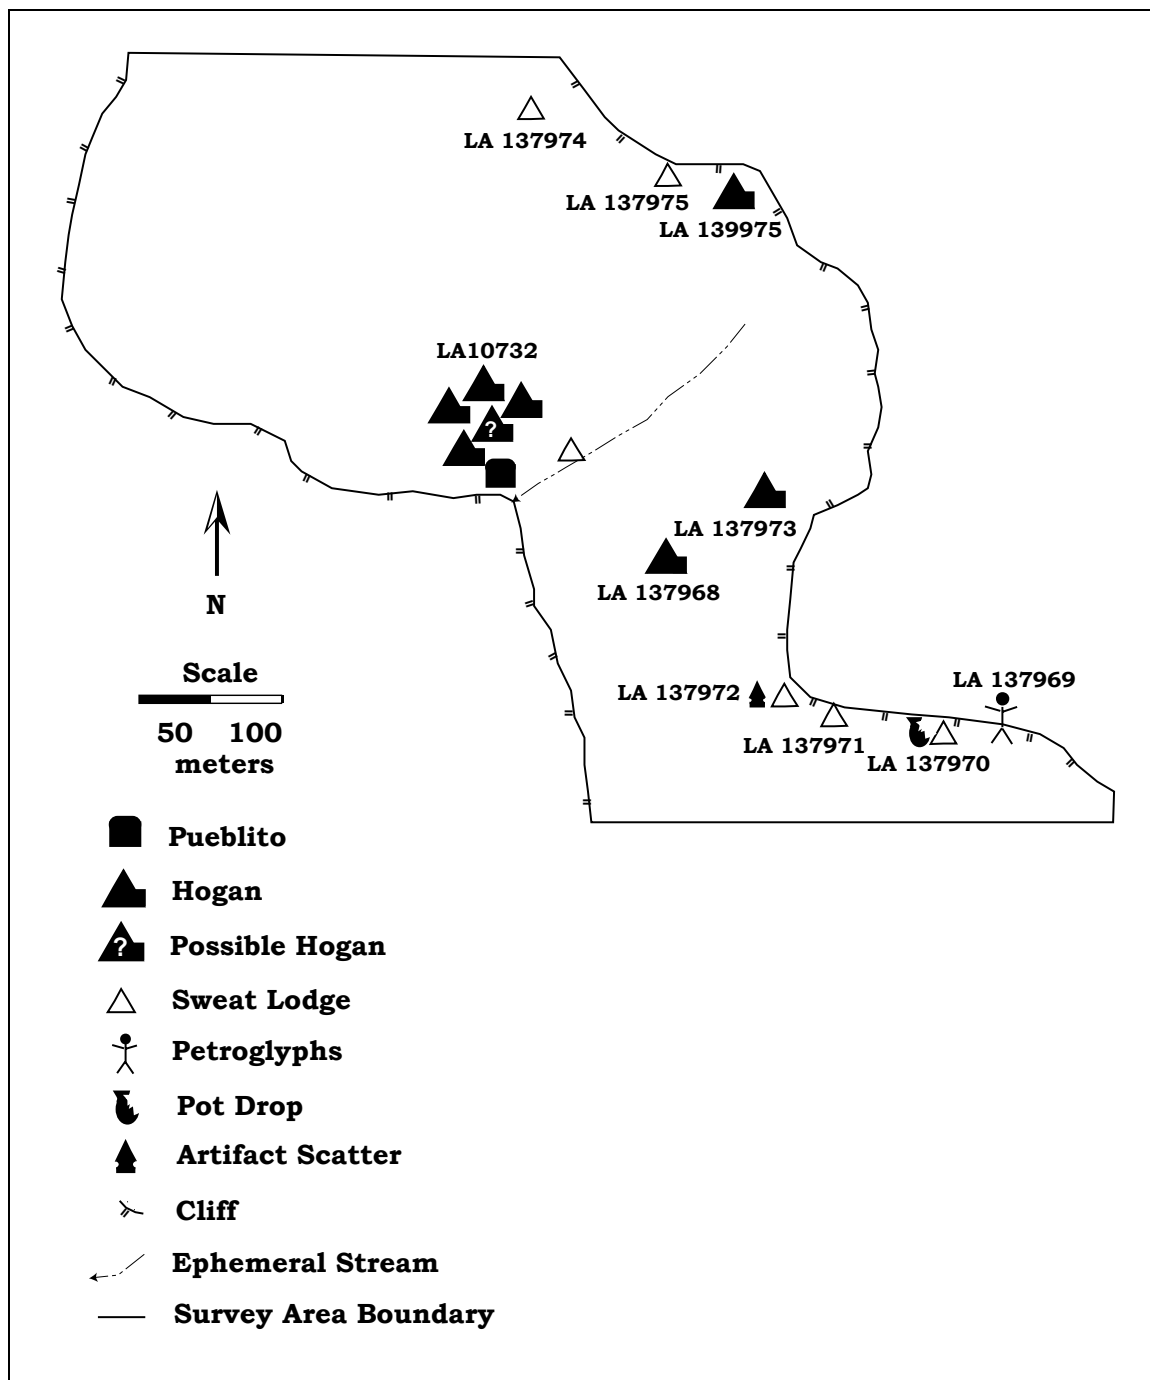 LA 137974
LA 137975
LA 139975
LA10732
?
LA 137973
LA 137968
N
LA 137969
Scale
LA 137972
50 100
meters
LA 137971
LA 137970
Pueblito
Hogan
? Possible Hogan
Sweat Lodge
Petroglyphs
Pot Drop
Artifact Scatter
Cliff
Ephemeral Stream
Survey Area Boundary